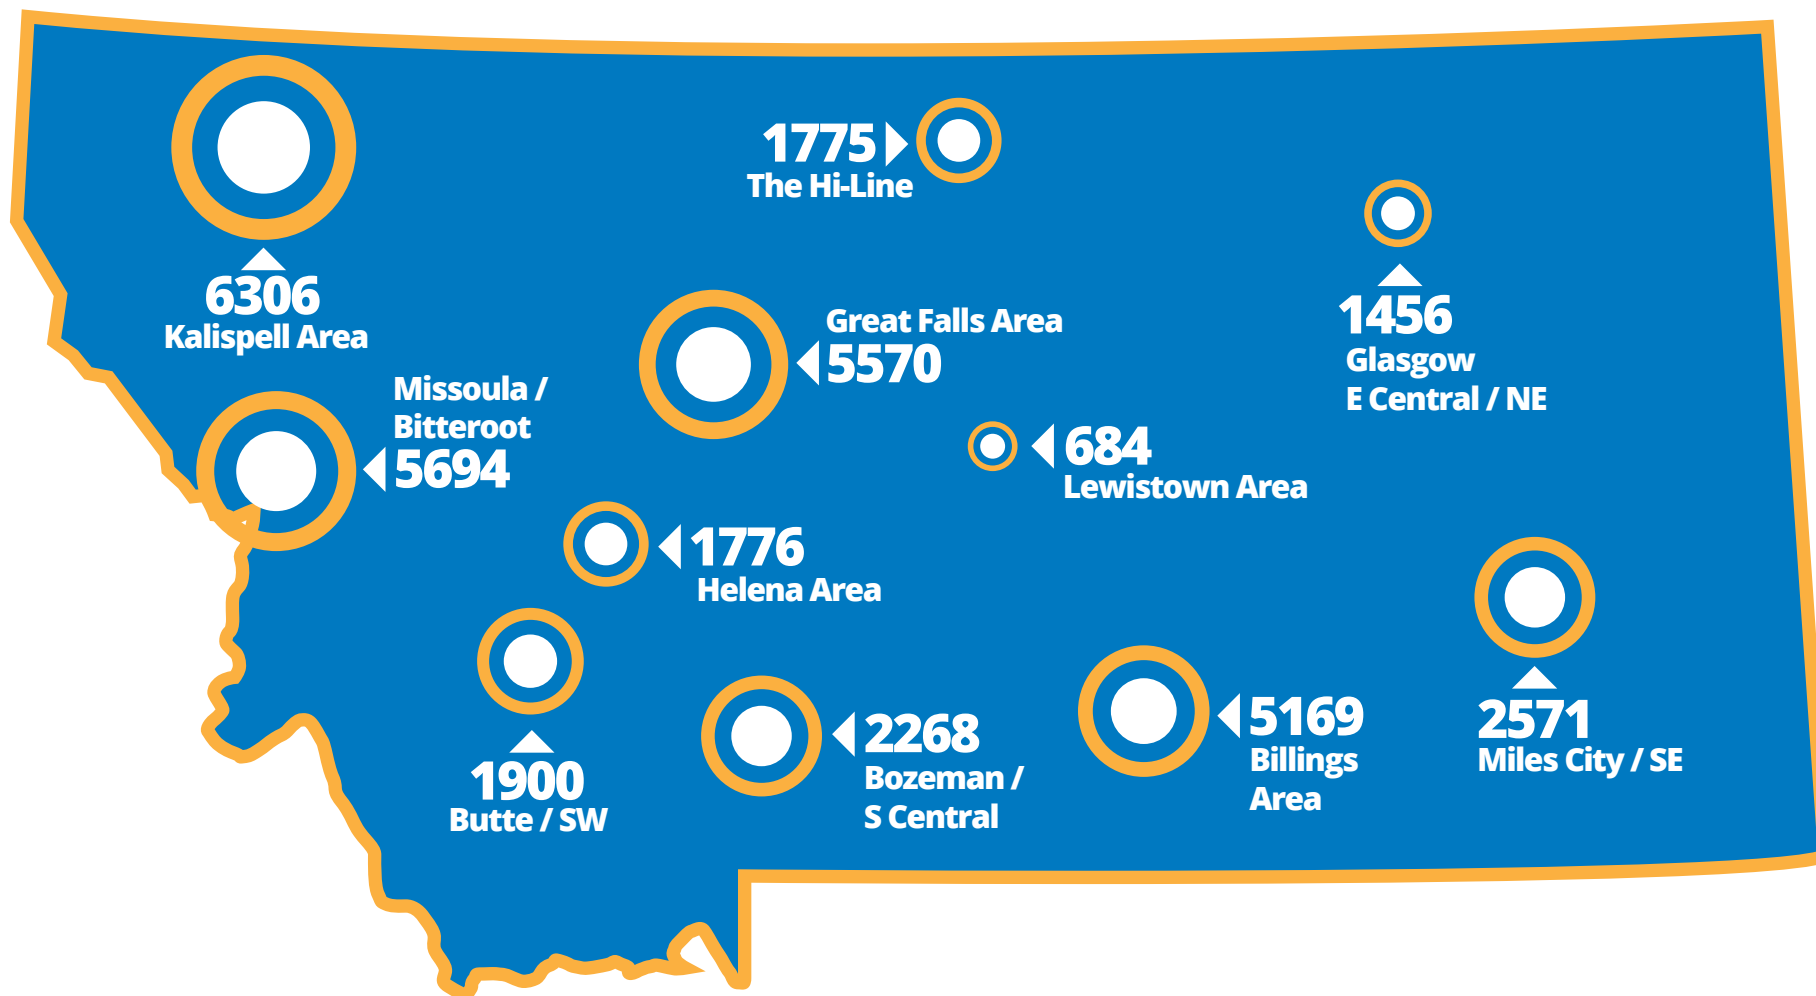 1775
The Hi-Line
6306
Kalispell Area
1456
Glasgow
E Central / NE
Great Falls Area
5570
Missoula /
Bitteroot
5694
684
Lewistown Area
1776
Helena Area
1900
Butte / SW
2268
Bozeman /
S Central
5169
Billings
Area
2571
Miles City / SE